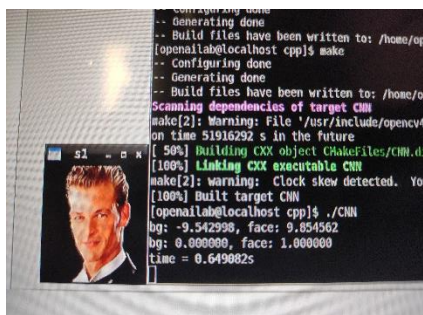 -- Configuring done
-- Generating done
-- Build files have been written to: /home/op
[openailab@localhost cpp]$ make
-- Configuring done
-- Generating done
-- Build files have been written to: /home/o
Scanning dependencies of target CNN
make[2]: Warning: File '/usr/include/opencv
on time 51916292 s in the future
[ 50%] Building CXX object CMakeFiles/CNN.di
[100%] Linking CXX executable CNN
make[2]: warning:  Clock skew detected.  Yo
[100%] Built target CNN
[openailab@localhost cpp]$ ./CNN
bg: -9.542998, face: 9.854562
bg: 0.000000, face: 1.000000
time = 0.649082s
s1